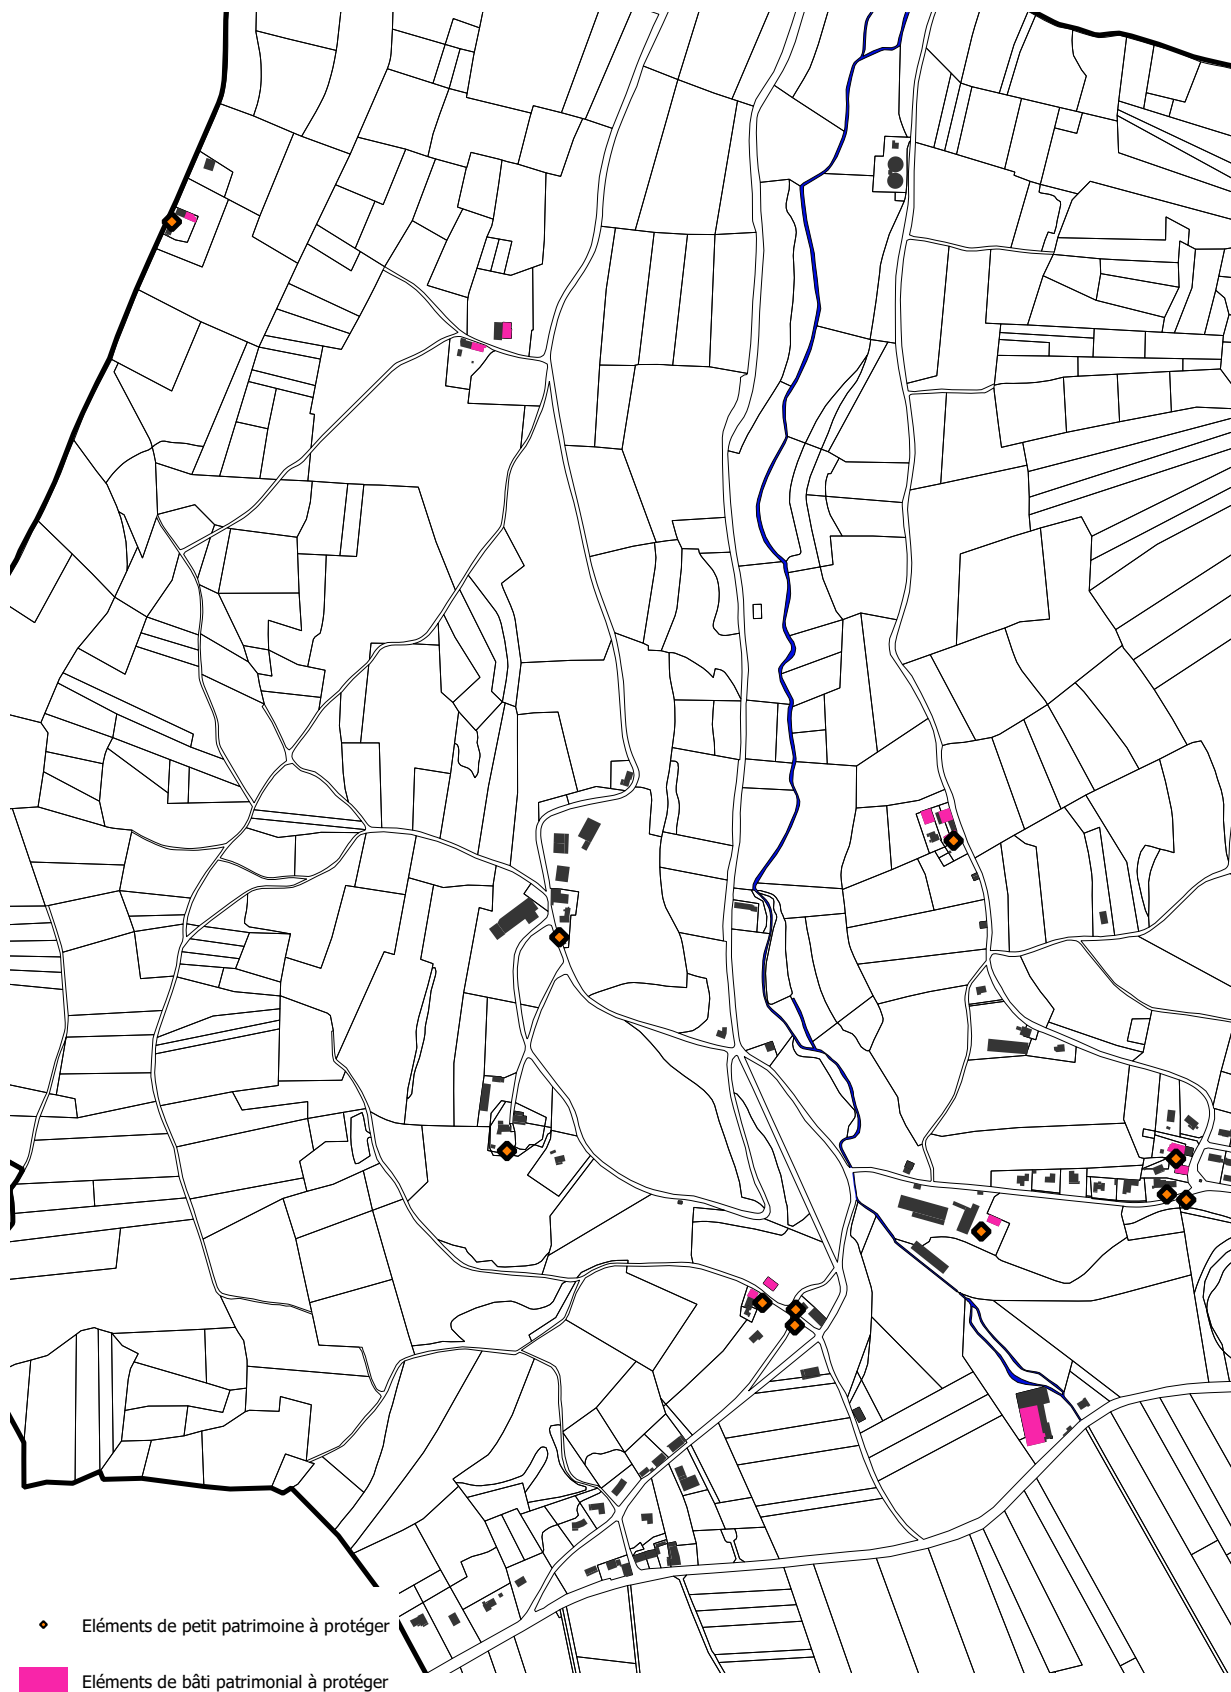 Eléments de petit patrimoine à protéger
Eléments de bâti patrimonial à protéger